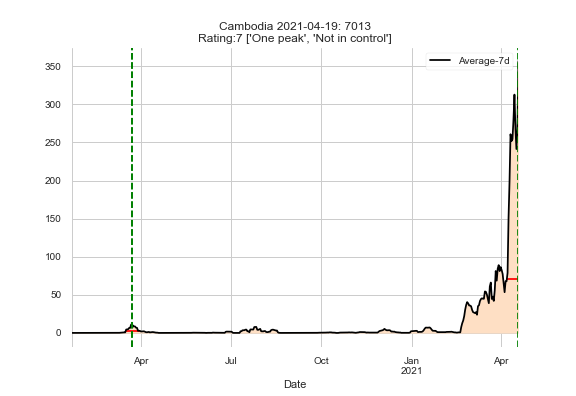 Cambodia 2021-04-19: 7013
Rating:7 ['One peak', 'Not in control']
Average-7d
350
300
250
200
150
100
50
0
Apr
Jul
Oct
Jan
2021
Apr
Date